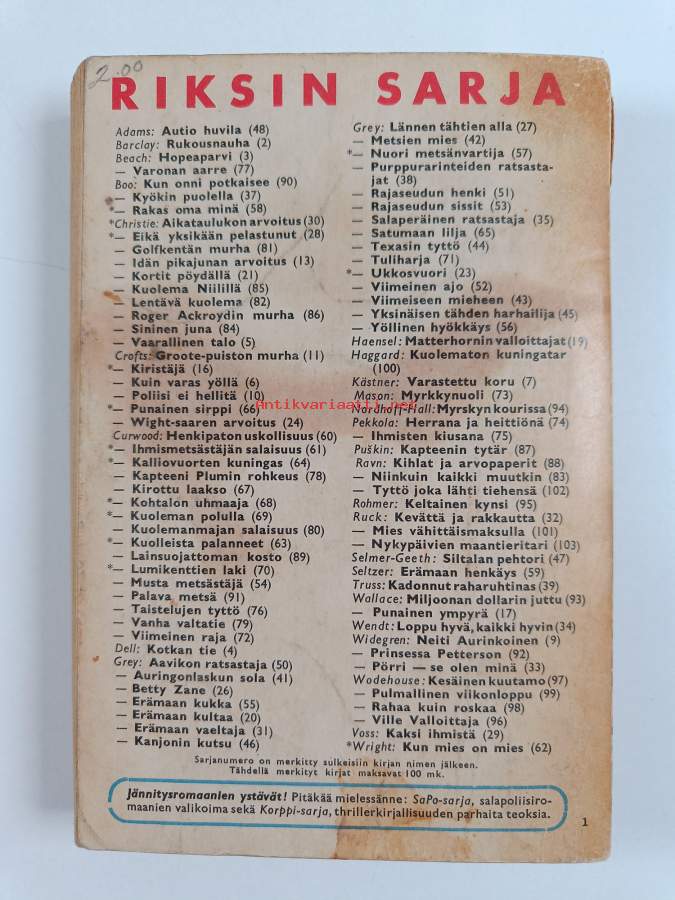 2.00
RIKSIN SARJA
Adams: Autio huvila (48)
Barclay: Rukousnauha (2)
Beach: Hopeaparvi (3)
— Varonan aarre (77)
Boo: Kun onni potkaisee (90)
*— Kyökin puolella (37)
*— Rakas oma minä (58)
*Christie: Aikataulukon arvoitus (30)
*— Eikä yksikään pelastunut (28)
— Golfkentän murha (81)
— Idän pikajunan arvoitus (13)
— Kortit pöydällä (21)
— Kuolema Niilillä (85)
— Lentävä kuolema (82)
— Roger Ackroydin murha (86)
— Sininen juna (84)
— Vaarallinen talo (5)
Crofts: Groote-puiston murha (11)
*— Kiristäjä (16)
— Kuin varas yöllä (6)
— Poliisi ei hellitä (10)
*— Punainen sirppi (66)
— Wight-saaren arvoitus (24)
Curwood: Henkipaton uskollisuus (60)
*— Ihmismetsästäjän salaisuus (61)
*— Kalliovuorten kuningas (64)
— Kapteeni Plumin rohkeus (78)
— Kirottu laakso (67)
*— Kohtalon uhmaaja (68)
*— Kuoleman polulla (69)
— Kuolemanmajan salaisuus (80)
*— Kuolleista palanneet (63)
— Lainsuojattoman kosto (89)
*— Lumikenttien laki (70)
— Musta metsästäjä (54)
— Palava metsä (91)
— Taistelujen tyttö (76)
— Vanha valtatie (79)
— Viimeinen raja (72)
Dell: Kotkan tie (4)
Grey: Aavikon ratsastaja (50)
— Auringonlaskun sola (41)
— Betty Zane (26)
— Erämaan kukka (55)
— Erämaan kultaa (20)
— Erämaan vaeltaja (31)
— Kanjonin kutsu (46)
Grey: Lännen tähtien alla (27)
— Metsien mies (42)
*— Nuori metsänvartija (57)
— Purppurarinteiden ratsasta-
jat (38)
— Rajaseudun henki (51)
— Rajaseudun sissit (53)
— Salaperäinen ratsastaja (35)
— Satumaan lilja (65)
— Texasin tyttö (44)
— Tuliharja (71)
*— Ukkosvuori (23)
— Viimeinen ajo (52)
— Viimeiseen mieheen (43)
— Yksinäisen tähden harhailija (45)
— Yöllinen hyökkäys (56)
Haensel: Matterhornin valloittajat (19)
Haggard: Kuolematon kuningatar
(100)
Kästner: Varastettu koru (7)
Mason: Myrkkynuoli (73)
Nordhoff-Hall: Myrskyn kourissa (94)
Pekkola: Herrana ja heittiönä (74)
— Ihmisten kiusana (75)
Puškin: Kapteenin tytär (87)
Ravn: Kihlat ja arvopaperit (88)
— Niinkuin kaikki muutkin (83)
— Tyttö joka lähti tiehensä (102)
Rohmer: Keltainen kynsi (95)
Ruck: Kevättä ja rakkautta (32)
— Mies vähittäismaksulla (101)
— Nykypäivien maantieritari (103)
Selmer-Geeth: Siltalan pehtori (47)
Seltzer: Erämaan henkäys (59)
Truss: Kadonnut raharuhtinas (39)
Wallace: Miljoonan dollarin juttu (93)
— Punainen ympyrä (17)
Wendt: Loppu hyvä, kaikki hyvin (34)
Widegren: Neiti Aurinkoinen (9)
— Prinsessa Petterson (92)
— Pörri — se olen minä (33)
Wodehouse: Kesäinen kuutamo (97)
— Pulmallinen viikonloppu (99)
— Rahaa kuin roskaa (98)
— Ville Valloittaja (96)
Voss: Kaksi ihmistä (29)
*Wright: Kun mies on mies (62)
Antikvariaatti.net
Sarjanumero on merkitty sulkeisiin kirjan nimen jälkeen.
Tähdellä merkityt kirjat maksavat 100 mk.
Jännitysromaanien ystävät! Pitäkää mielessänne: SaPo-sarja, salapoliisiro-
maanien valikoima sekä Korppi-sarja, thrillerkirjallisuuden parhaita teoksia.
1